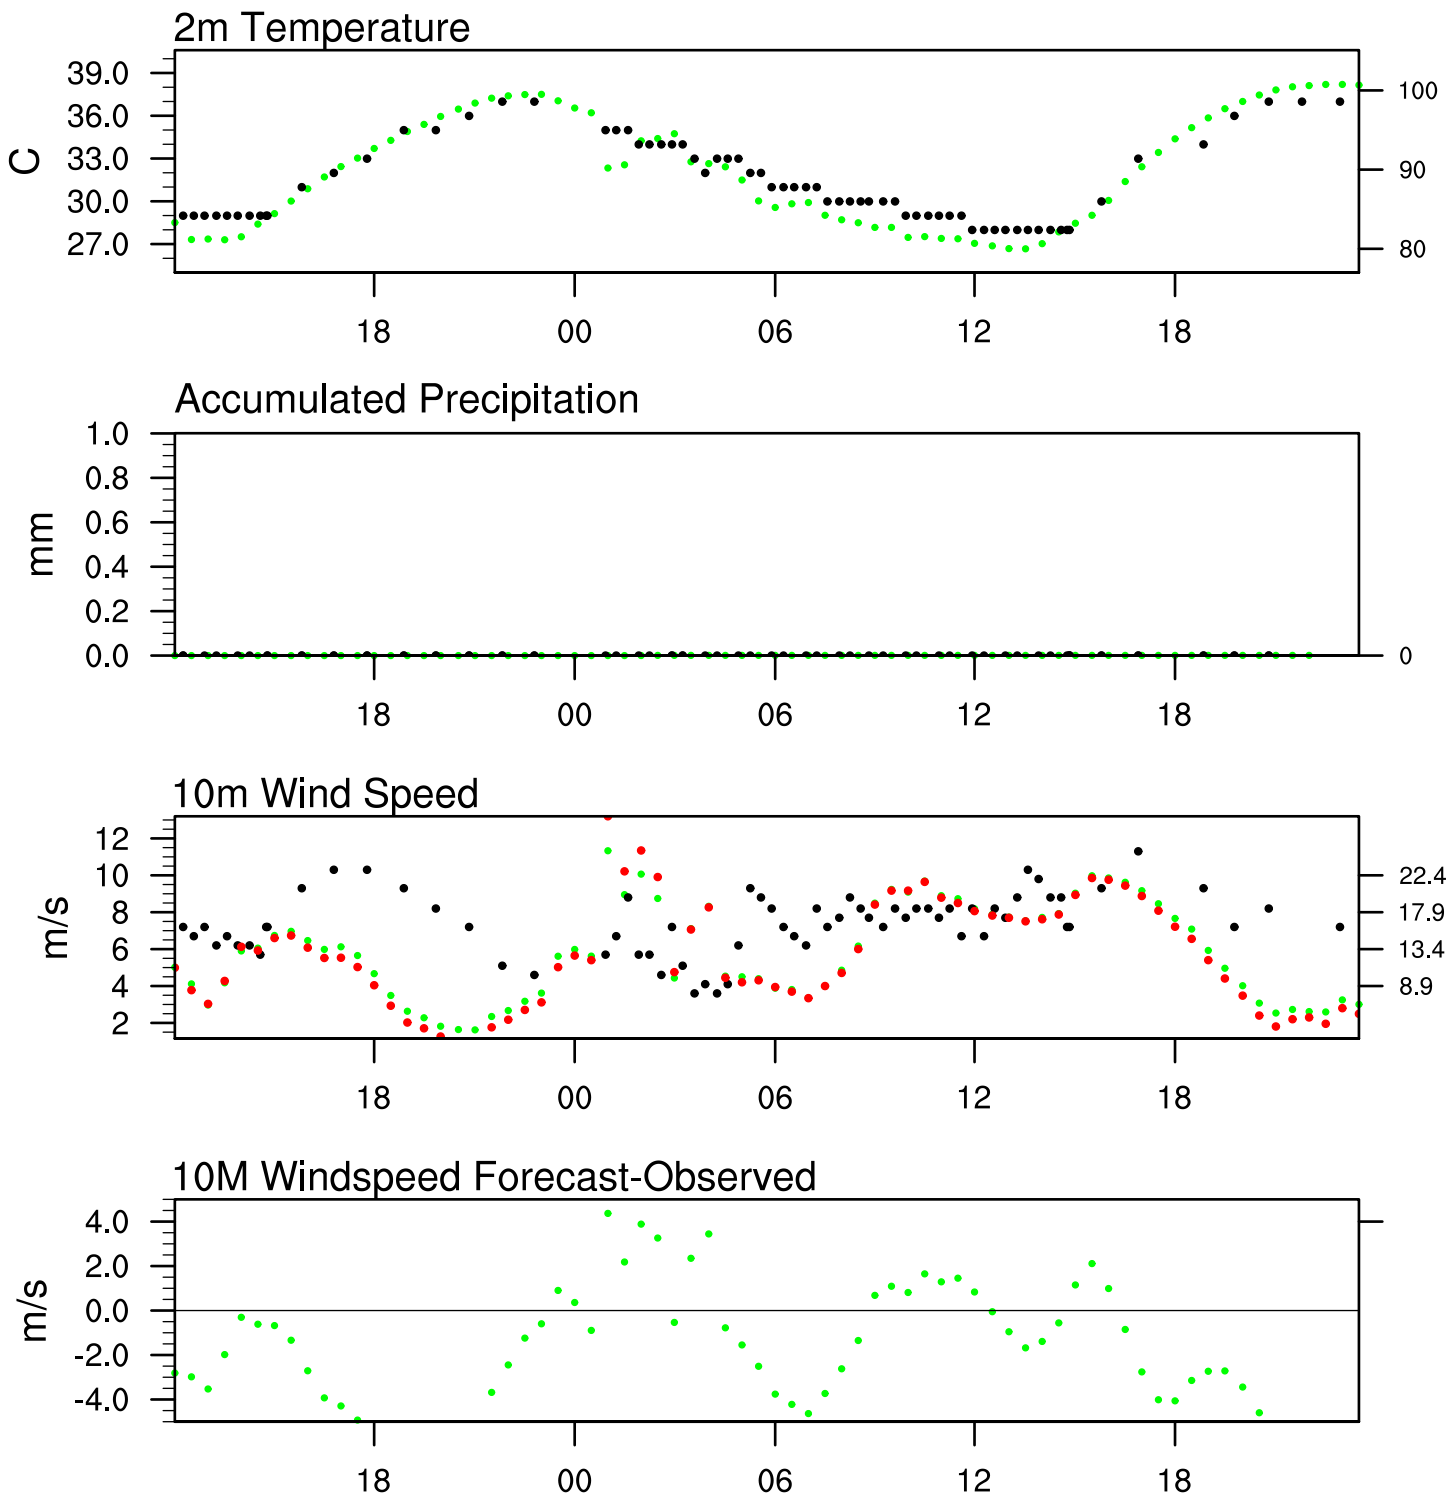 2m Temperature
39.0
36.0
33.0
30.0
27.0
C
100
90
80
18 00 06 12 18
Accumulated Precipitation
1.0
0.8
0.6
0.4
0.2
0.0
mm
0
18 00 06 12 18
10m Wind Speed
12
10
8
6
4
2
m/s
22.4
17.9
13.4
8.9
18 00 06 12 18
10M Windspeed Forecast-Observed
4.0
2.0
0.0
-2.0
-4.0
m/s
18 00 06 12 18